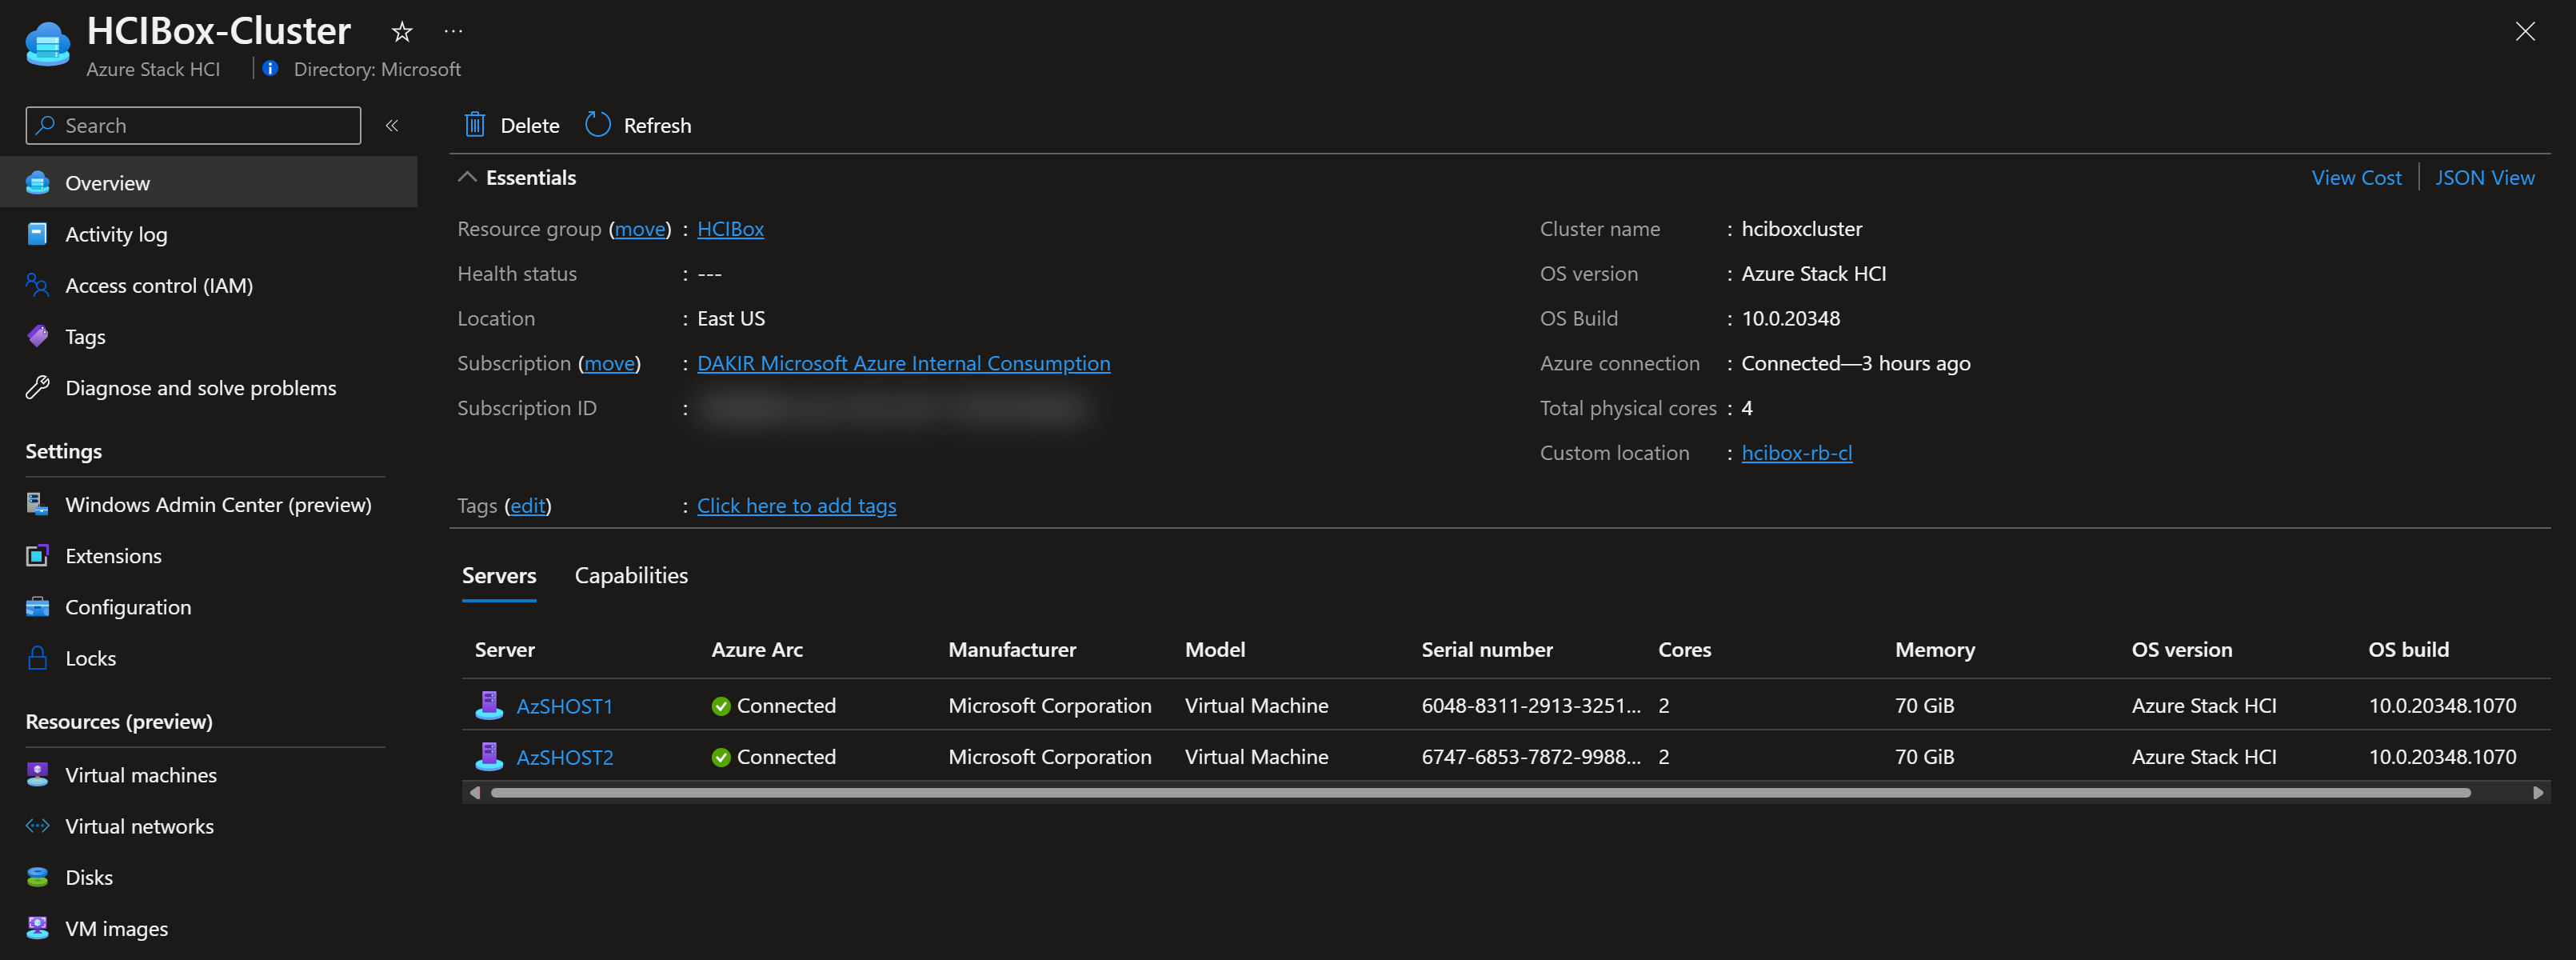 HCIBox-Cluster
Azure Stack HCI
Directory: Microsoft
Search
Overview
Activity log
Access control (IAM)
Tags
Diagnose and solve problems
Settings
Windows Admin Center (preview)
Extensions
Configuration
Locks
Resources (preview)
Virtual machines
Virtual networks
Disks
VM images
Delete
Refresh
Essentials
View Cost
JSON View
Resource group (move) : HCIBox
Health status : ---
Location : East US
Subscription (move) : DAKIR Microsoft Azure Internal Consumption
Subscription ID :
Tags (edit) : Click here to add tags
Cluster name : hciboxcluster
OS version : Azure Stack HCI
OS Build : 10.0.20348
Azure connection : Connected—3 hours ago
Total physical cores : 4
Custom location : hcibox-rb-cl
Servers Capabilities
Server Azure Arc Manufacturer Model Serial number Cores Memory OS version OS build
AzSHOST1 Connected Microsoft Corporation Virtual Machine 6048-8311-2913-3251... 2 70 GiB Azure Stack HCI 10.0.20348.1070
AzSHOST2 Connected Microsoft Corporation Virtual Machine 6747-6853-7872-9988... 2 70 GiB Azure Stack HCI 10.0.20348.1070